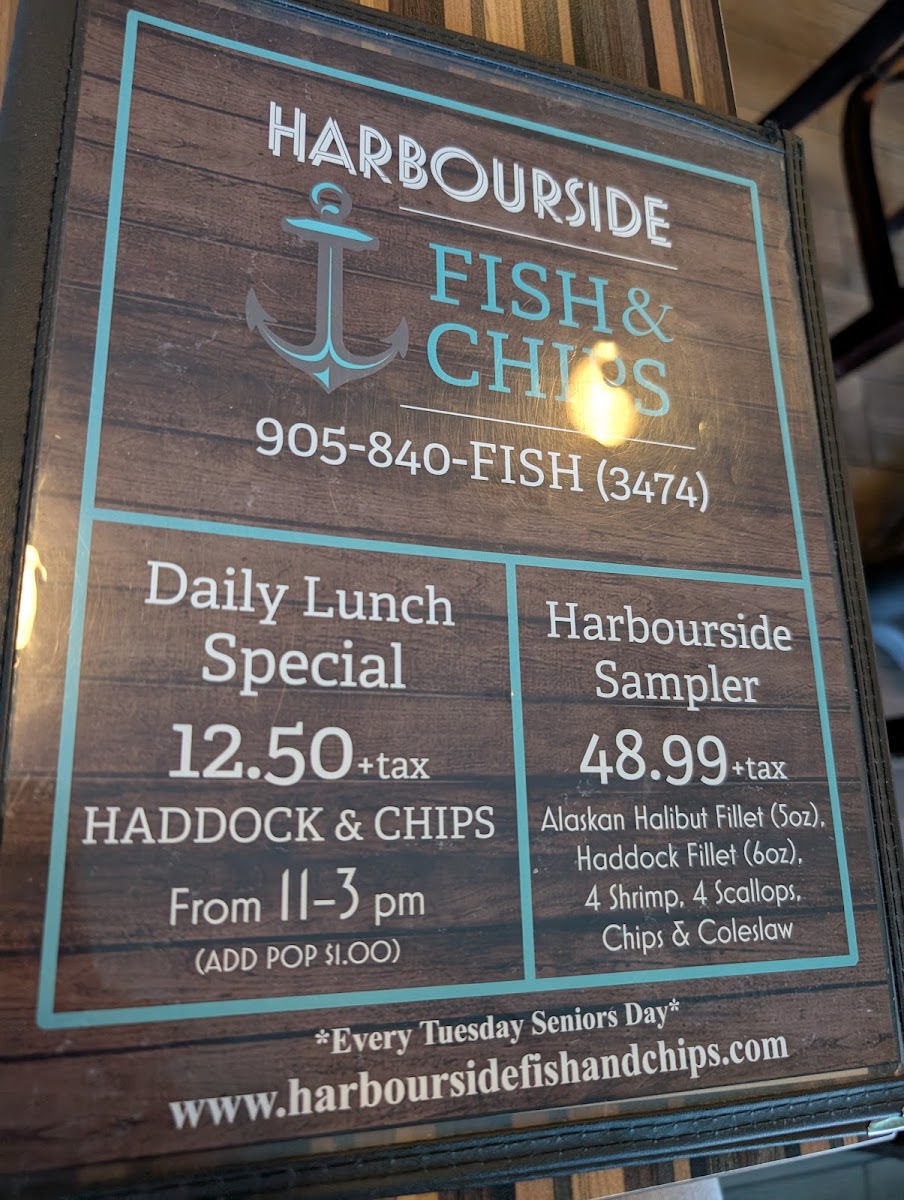 HARBOURSIDE
FISH &
CHIPS
905-840-FISH (3474)
Daily Lunch
Special
12.50 +tax
HADDOCK & CHIPS
From 11-3 pm
(ADD POP $1.00)
Harbourside
Sampler
48.99 +tax
Alaskan Halibut Fillet (5oz),
Haddock Fillet (6oz),
4 Shrimp, 4 Scallops,
Chips & Coleslaw
*Every Tuesday Seniors Day*
www.harboursidefishandchips.com